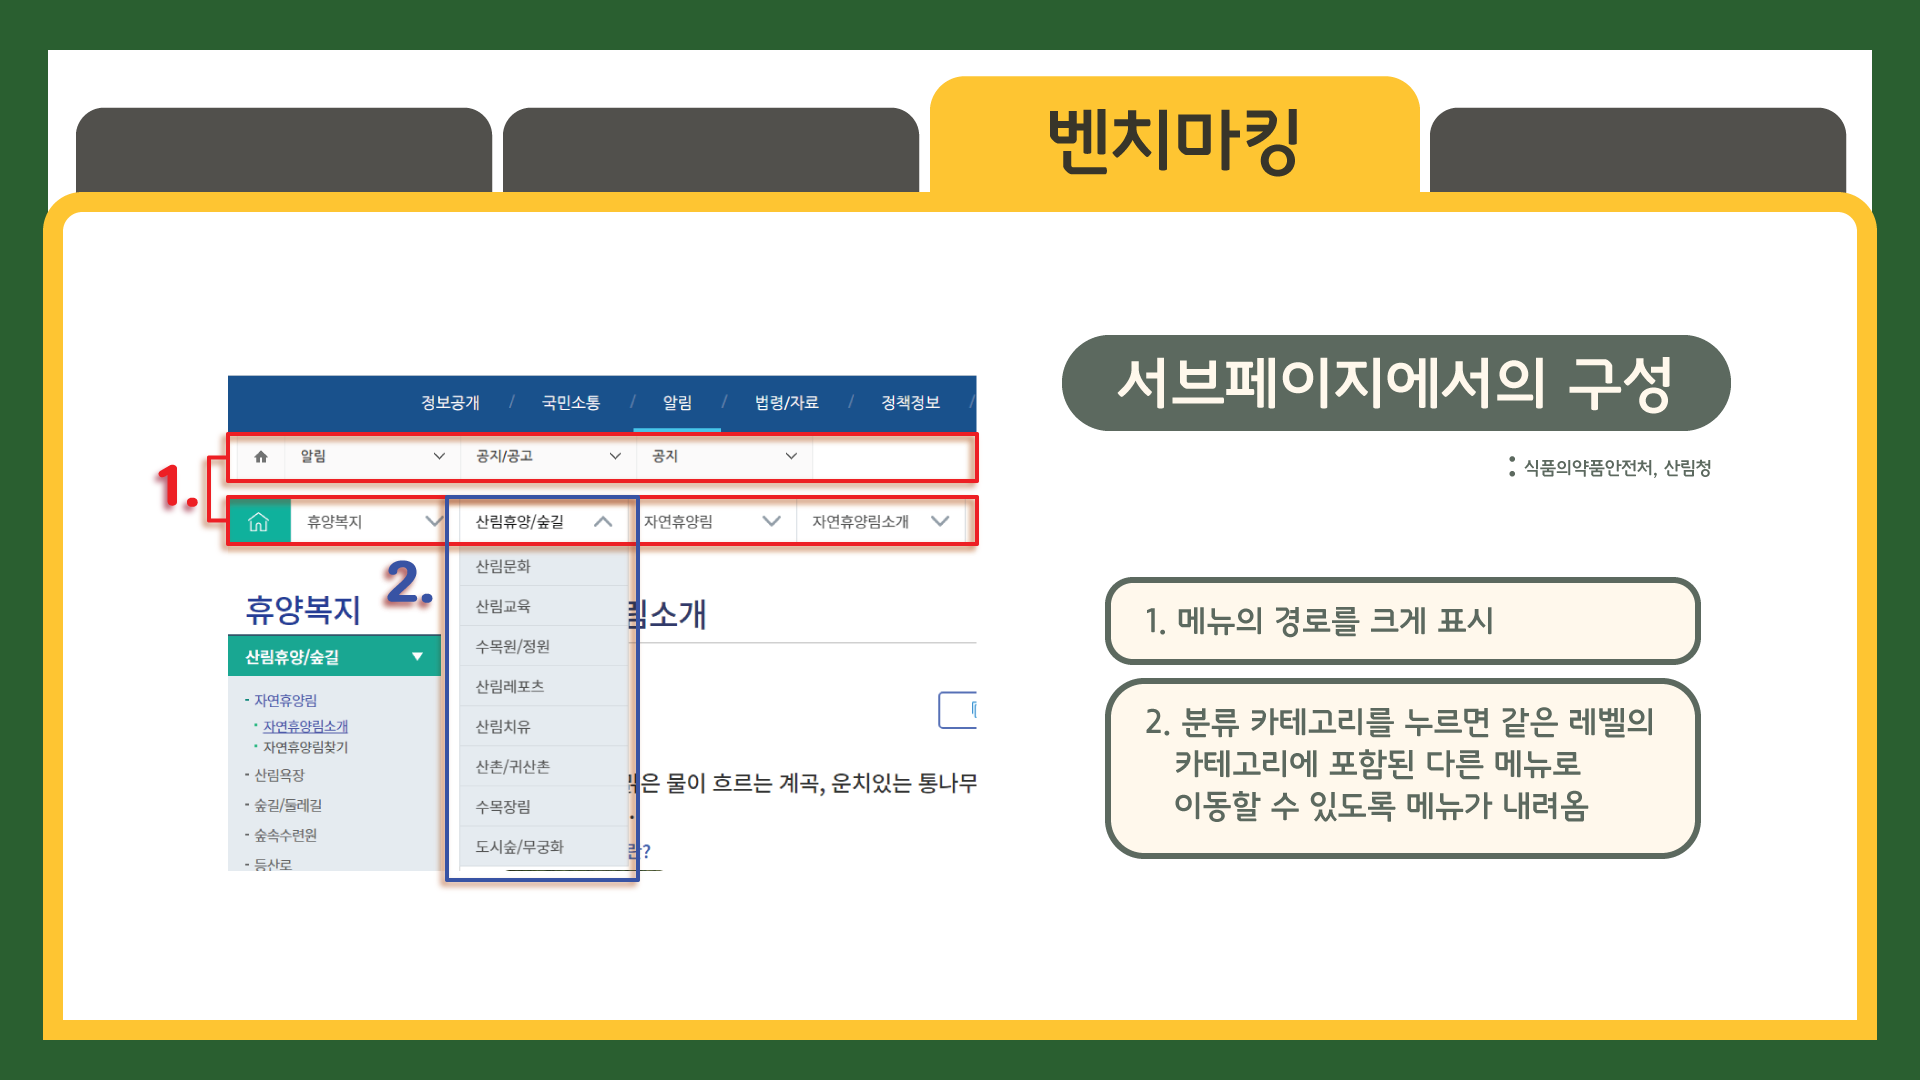 벤치마킹
정보공개 / 국민소통 / 알림 / 법령/자료 / 정책정보 /
알림 공지/공고 공지
1.
휴양복지 산림휴양/숲길 자연휴양림 자연휴양림소개
2.
산림문화
산림교육
수목원/정원
산림레포츠
산림치유
산촌/귀산촌
수목장림
도시숲/무궁화
휴양복지
산림휴양/숲길
- 자연휴양림
· 자연휴양림소개
· 자연휴양림찾기
- 산림욕장
- 숲길/둘레길
- 숲속수련원
- 등산로
림소개
은 물이 흐르는 계곡, 운치있는 통나무
.
란?
서브페이지에서의 구성
: 식품의약품안전처, 산림청
1. 메뉴의 경로를 크게 표시
2. 분류 카테고리를 누르면 같은 레벨의
카테고리에 포함된 다른 메뉴로
이동할 수 있도록 메뉴가 내려옴